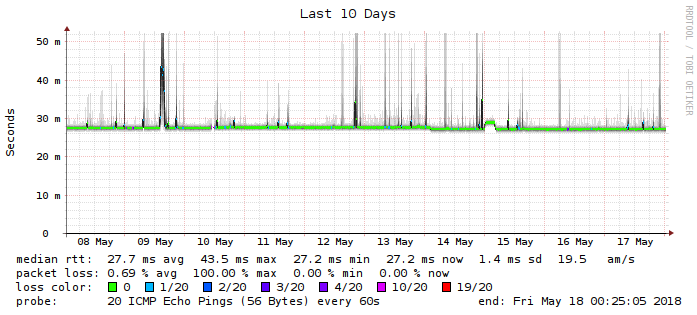 Last 10 Days
RRDTOOL / TOBI OETIKER
Seconds
50 m
40 m
30 m
20 m
10 m
0
08 May 09 May 10 May 11 May 12 May 13 May 14 May 15 May 16 May 17 May
median rtt: 27.7 ms avg 43.5 ms max 27.2 ms min 27.2 ms now 1.4 ms sd 19.5 am/s
packet loss: 0.69 % avg 100.00 % max 0.00 % min 0.00 % now
loss color: 0 1/20 2/20 3/20 4/20 10/20 19/20
probe: 20 ICMP Echo Pings (56 Bytes) every 60s end: Fri May 18 00:25:05 2018